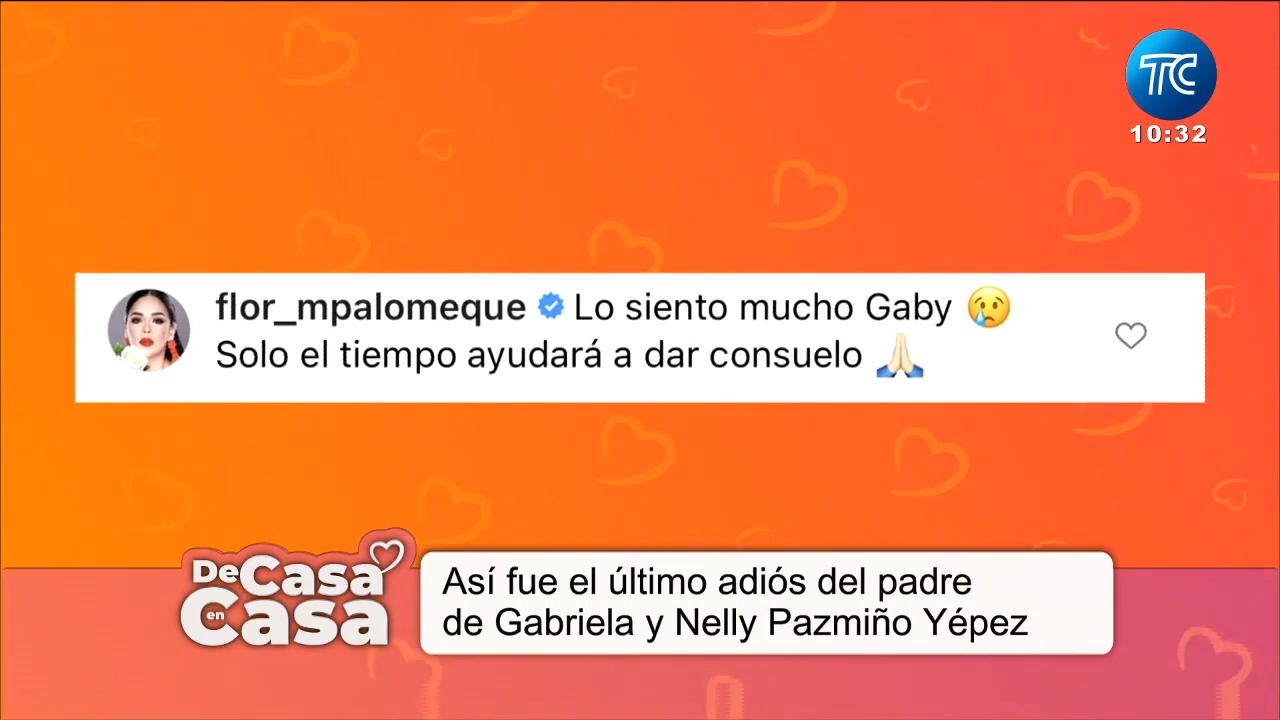 TC
10:32
flor_mpalomeque Lo siento mucho Gaby 😢
Solo el tiempo ayudará a dar consuelo 🙏🏻
De Casa
en Casa
Así fue el último adiós del padre
de Gabriela y Nelly Pazmiño Yépez